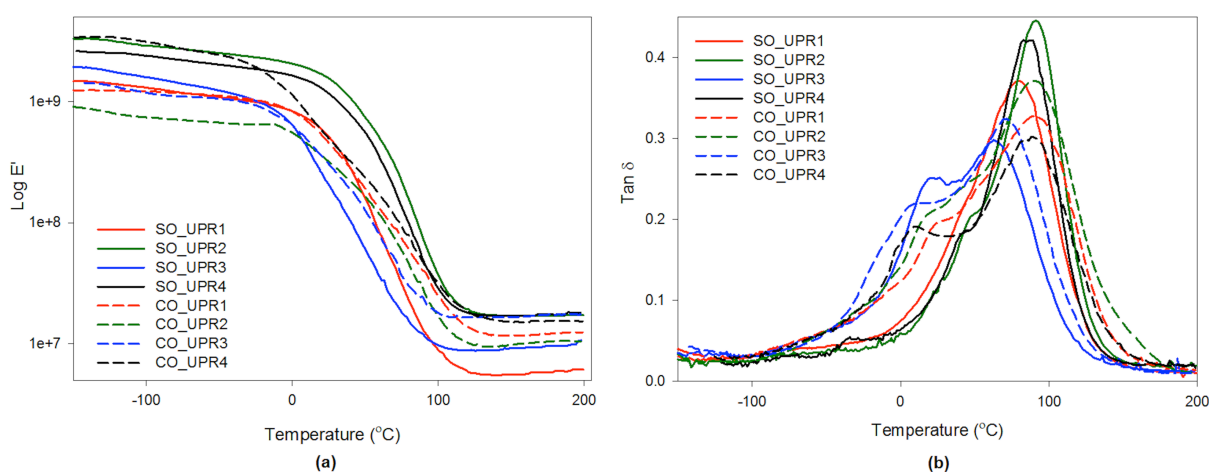 Log E'
1e+9
1e+8
1e+7
SO_UPR1
SO_UPR2
SO_UPR3
SO_UPR4
CO_UPR1
CO_UPR2
CO_UPR3
CO_UPR4
-100 0 100 200
Temperature (°C)
(a)
Tan δ
0.4
0.3
0.2
0.1
0.0
SO_UPR1
SO_UPR2
SO_UPR3
SO_UPR4
CO_UPR1
CO_UPR2
CO_UPR3
CO_UPR4
-100 0 100 200
Temperature (°C)
(b)